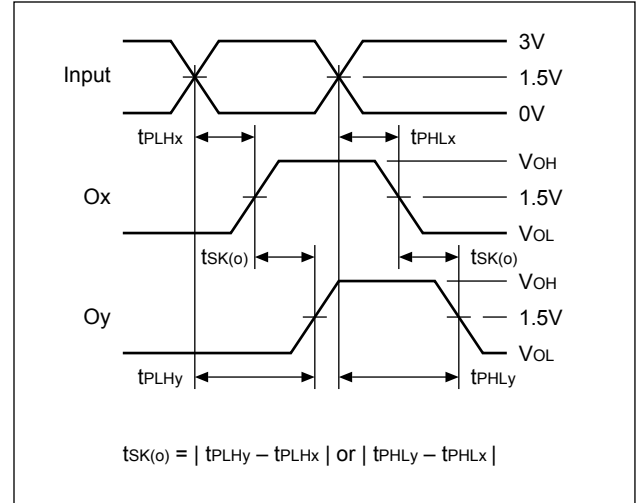 3V
Input
1.5V
0V
tPLHx
tPHLx
VOH
Ox
1.5V
VOL
tSK(o)
tSK(o)
VOH
Oy
1.5V
VOL
tPLHy
tPHLy
tSK(o) = | tPLHy – tPLHx | or | tPHLy – tPHLx |